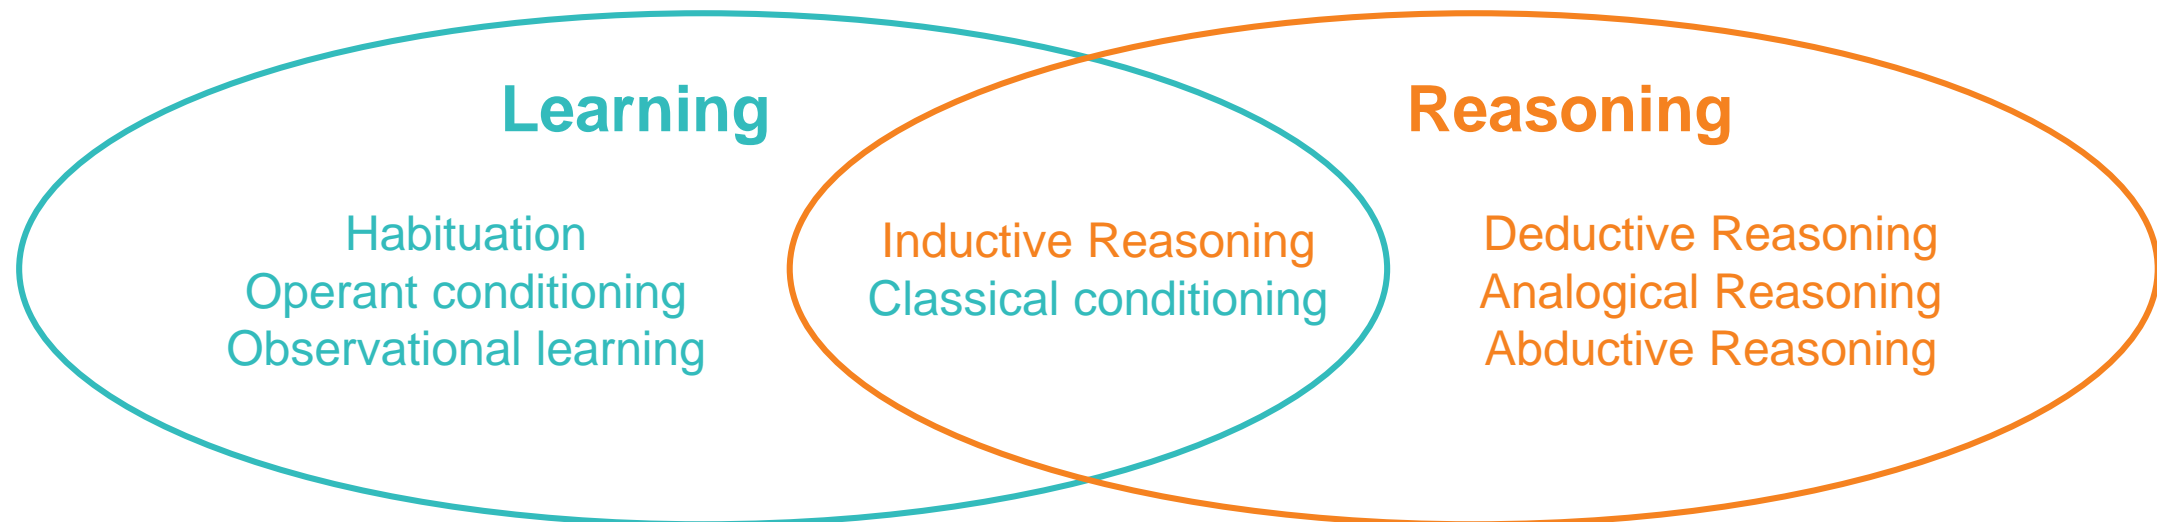 Learning
Habituation
Operant conditioning
Observational learning
Inductive Reasoning
Classical conditioning
Reasoning
Deductive Reasoning
Analogical Reasoning
Abductive Reasoning